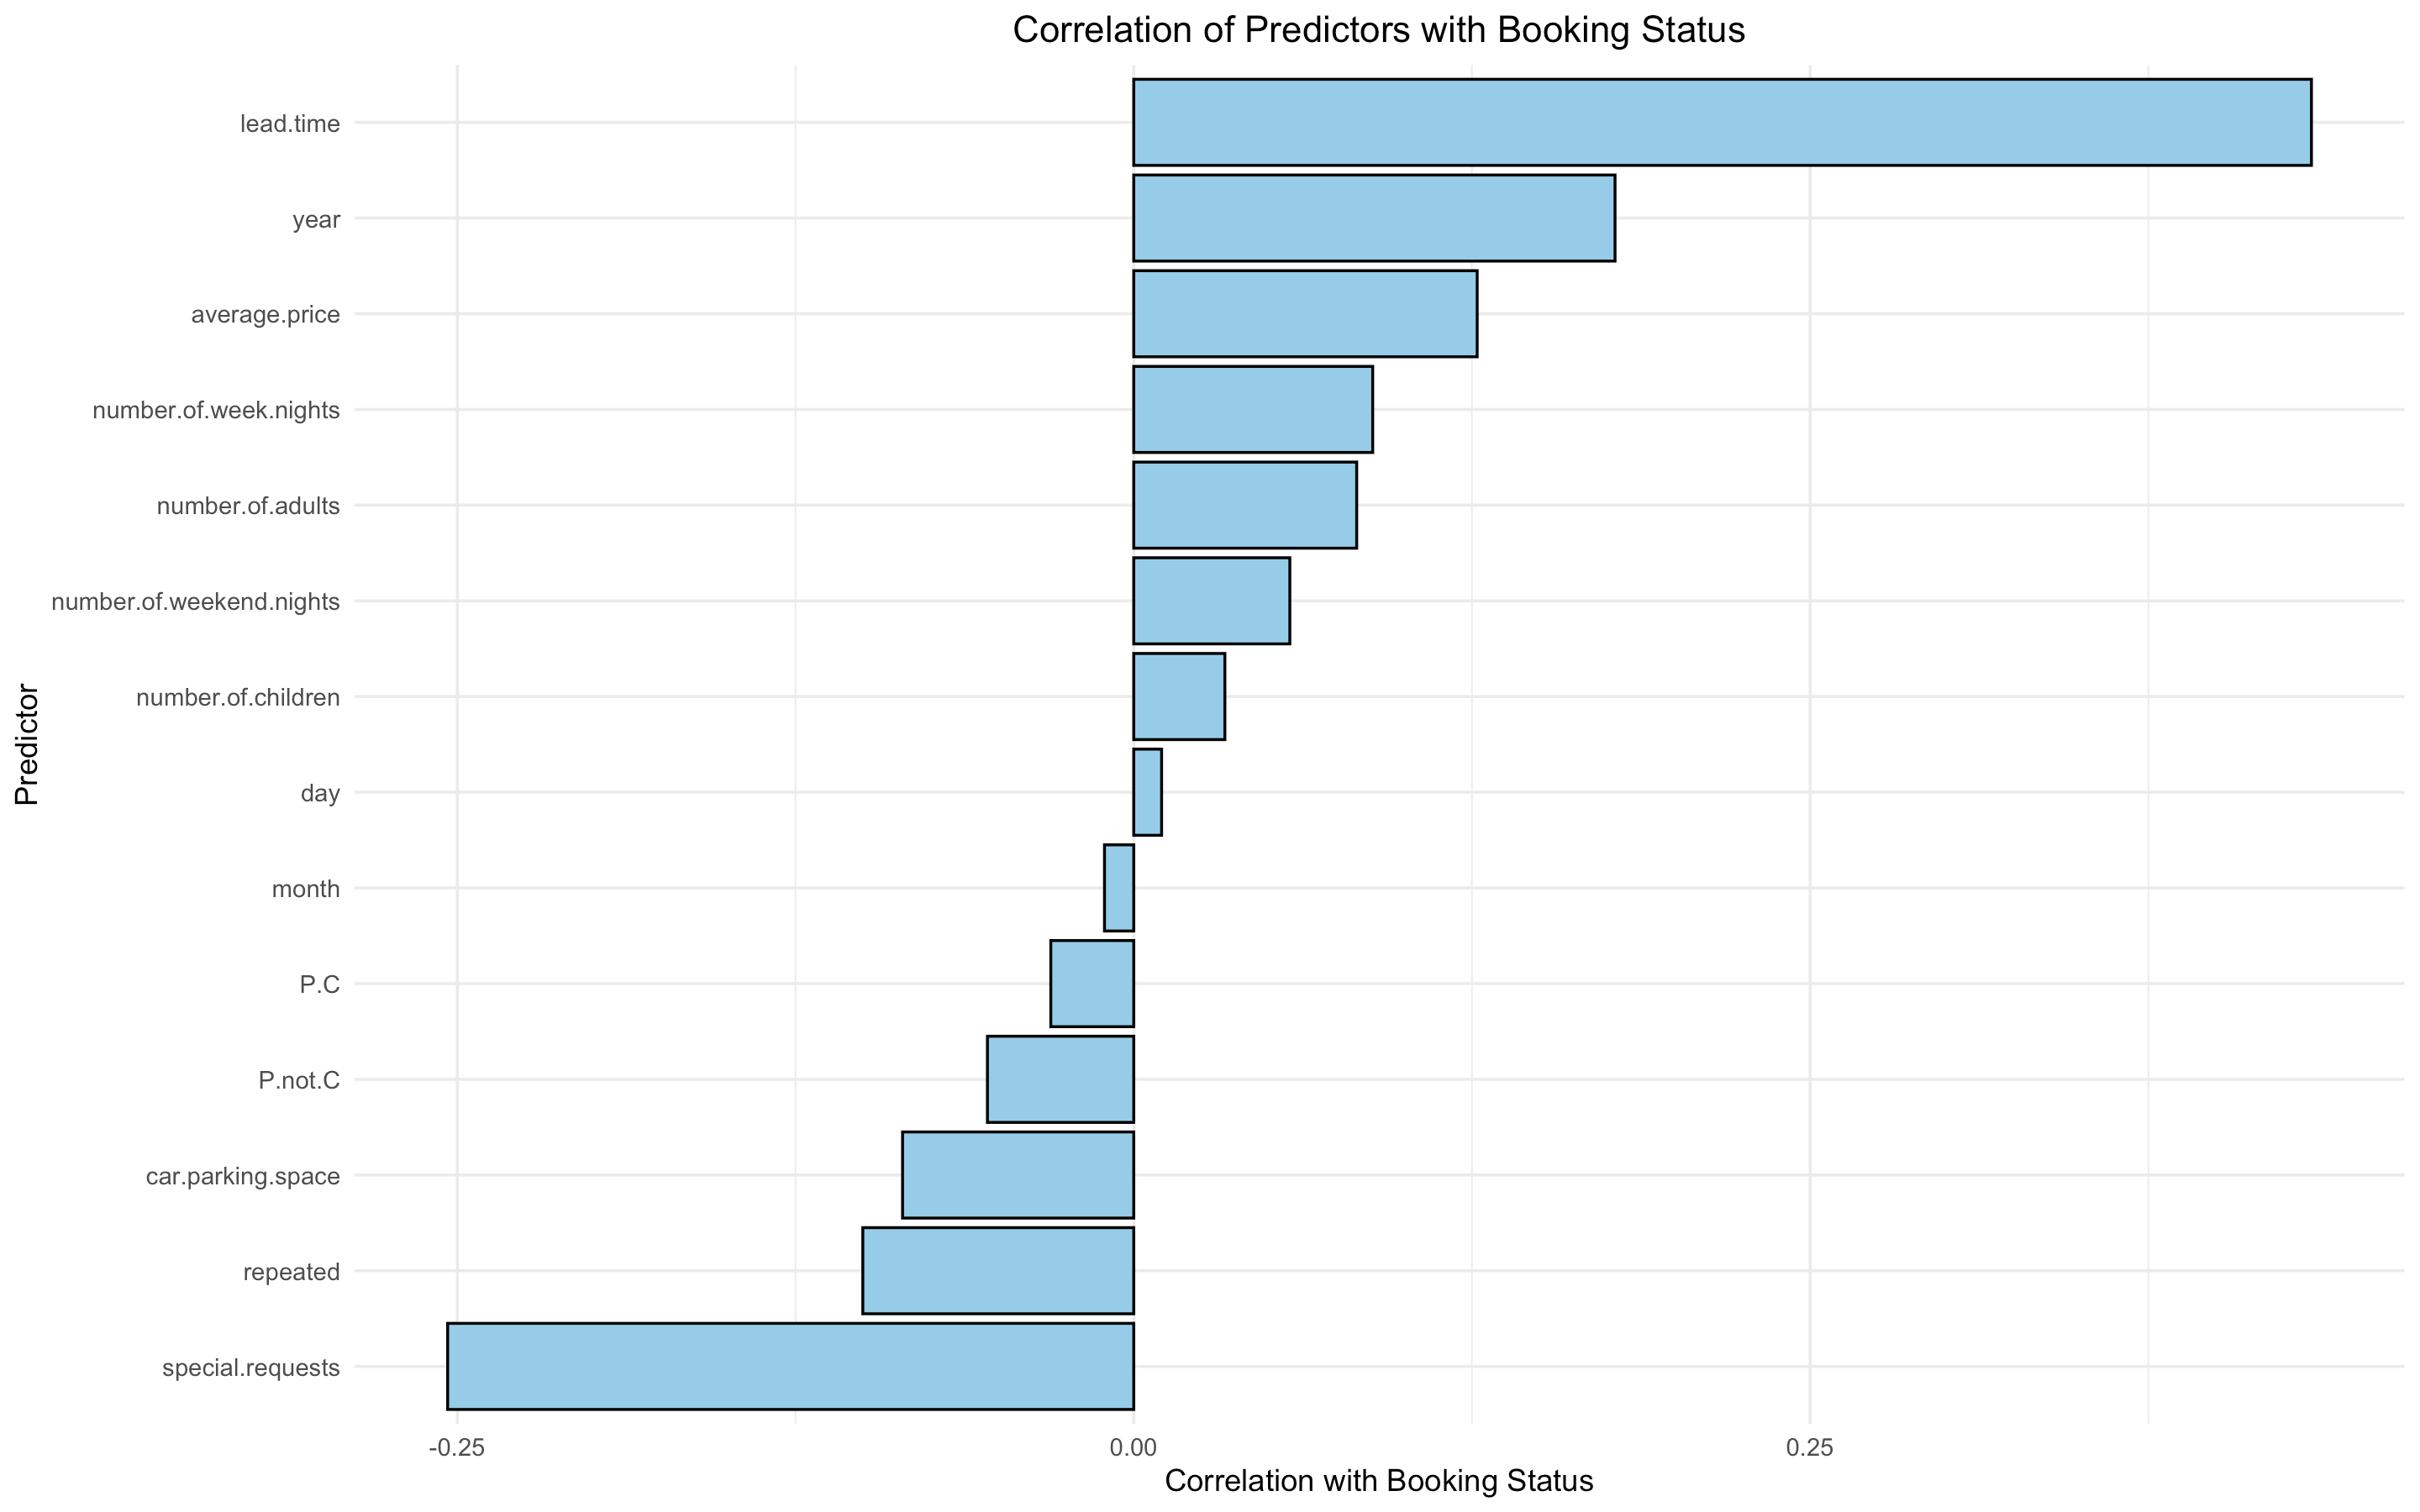 Correlation of Predictors with Booking Status
lead.time
year
average.price
number.of.week.nights
number.of.adults
number.of.weekend.nights
number.of.children
day
month
P.C
P.not.C
car.parking.space
repeated
special.requests
Predictor
-0.25
0.00
0.25
Correlation with Booking Status